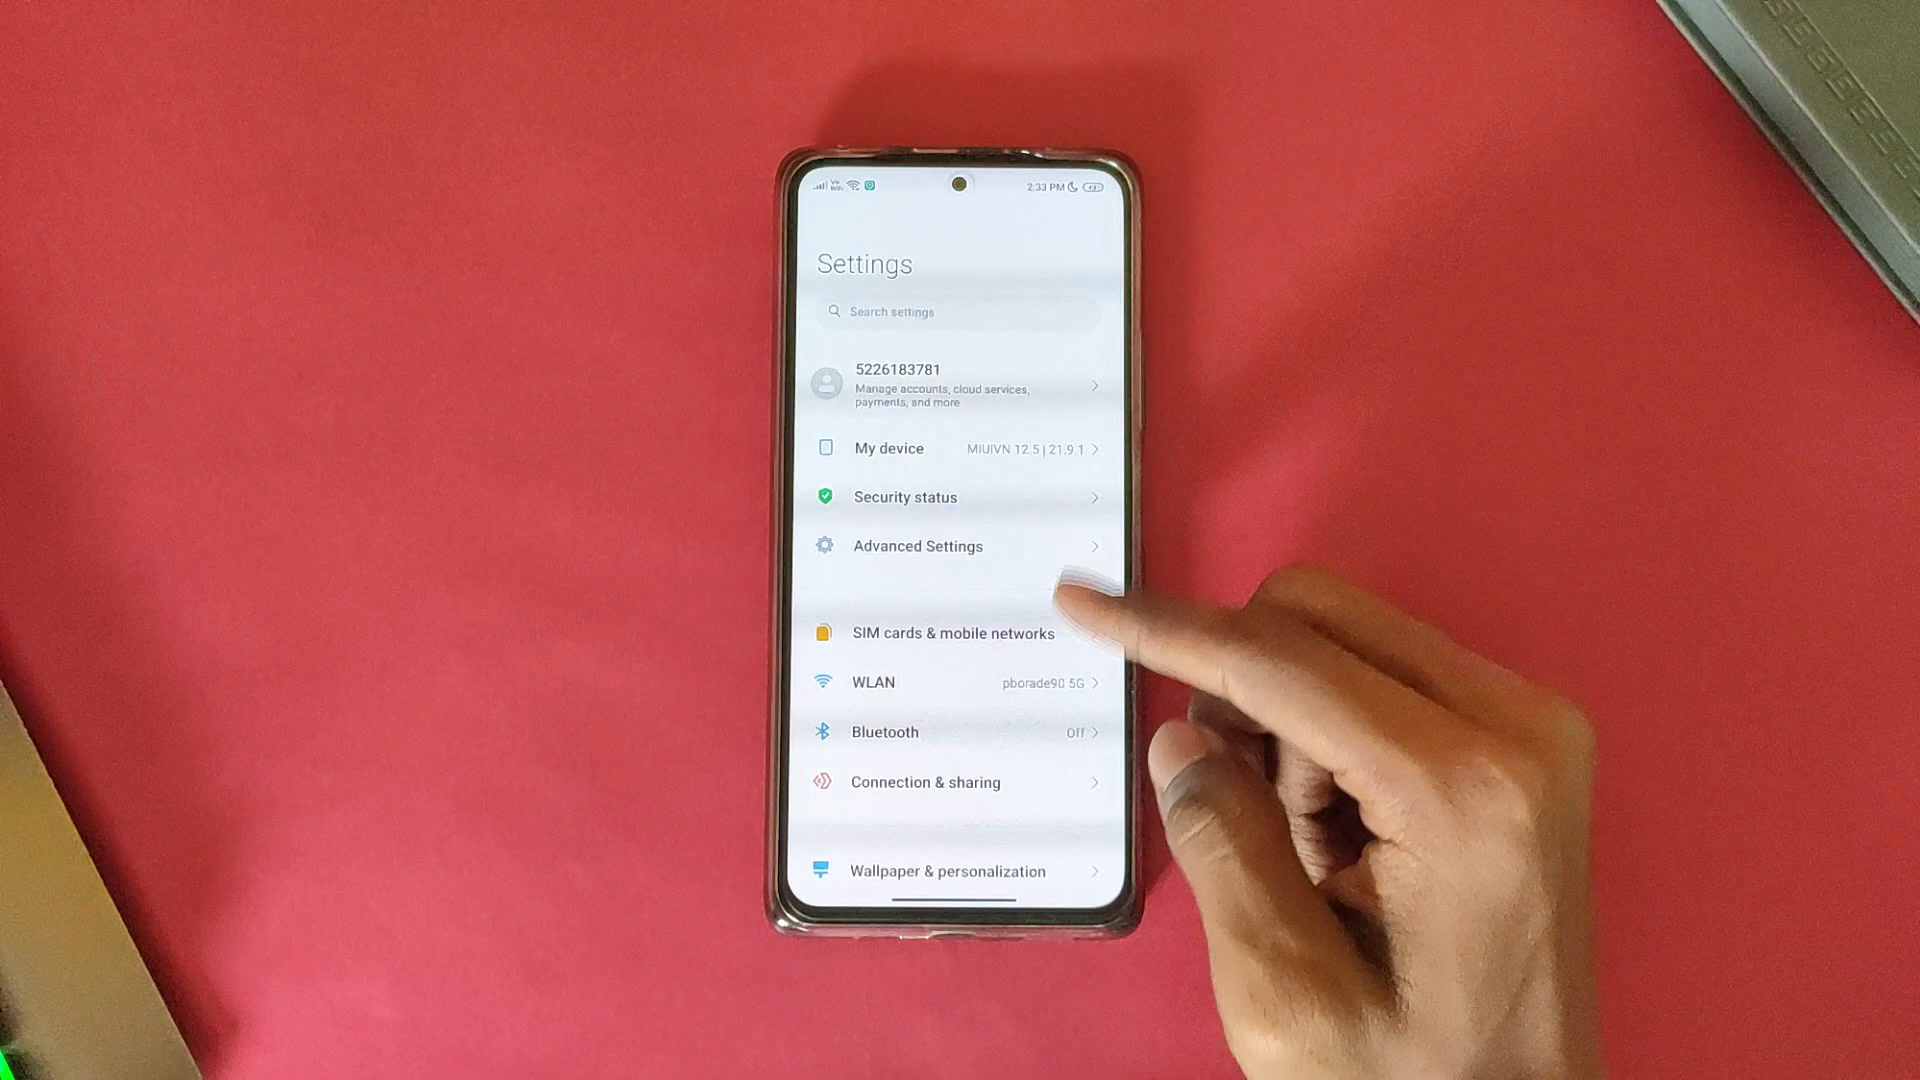 2:33 PM
Settings
Search settings
5226183781
Manage accounts, cloud services,
payments, and more
My device MIUIVN 12.5 | 21.9.1
Security status
Advanced Settings
SIM cards & mobile networks
WLAN pborade90 5G
Bluetooth Off
Connection & sharing
Wallpaper & personalization